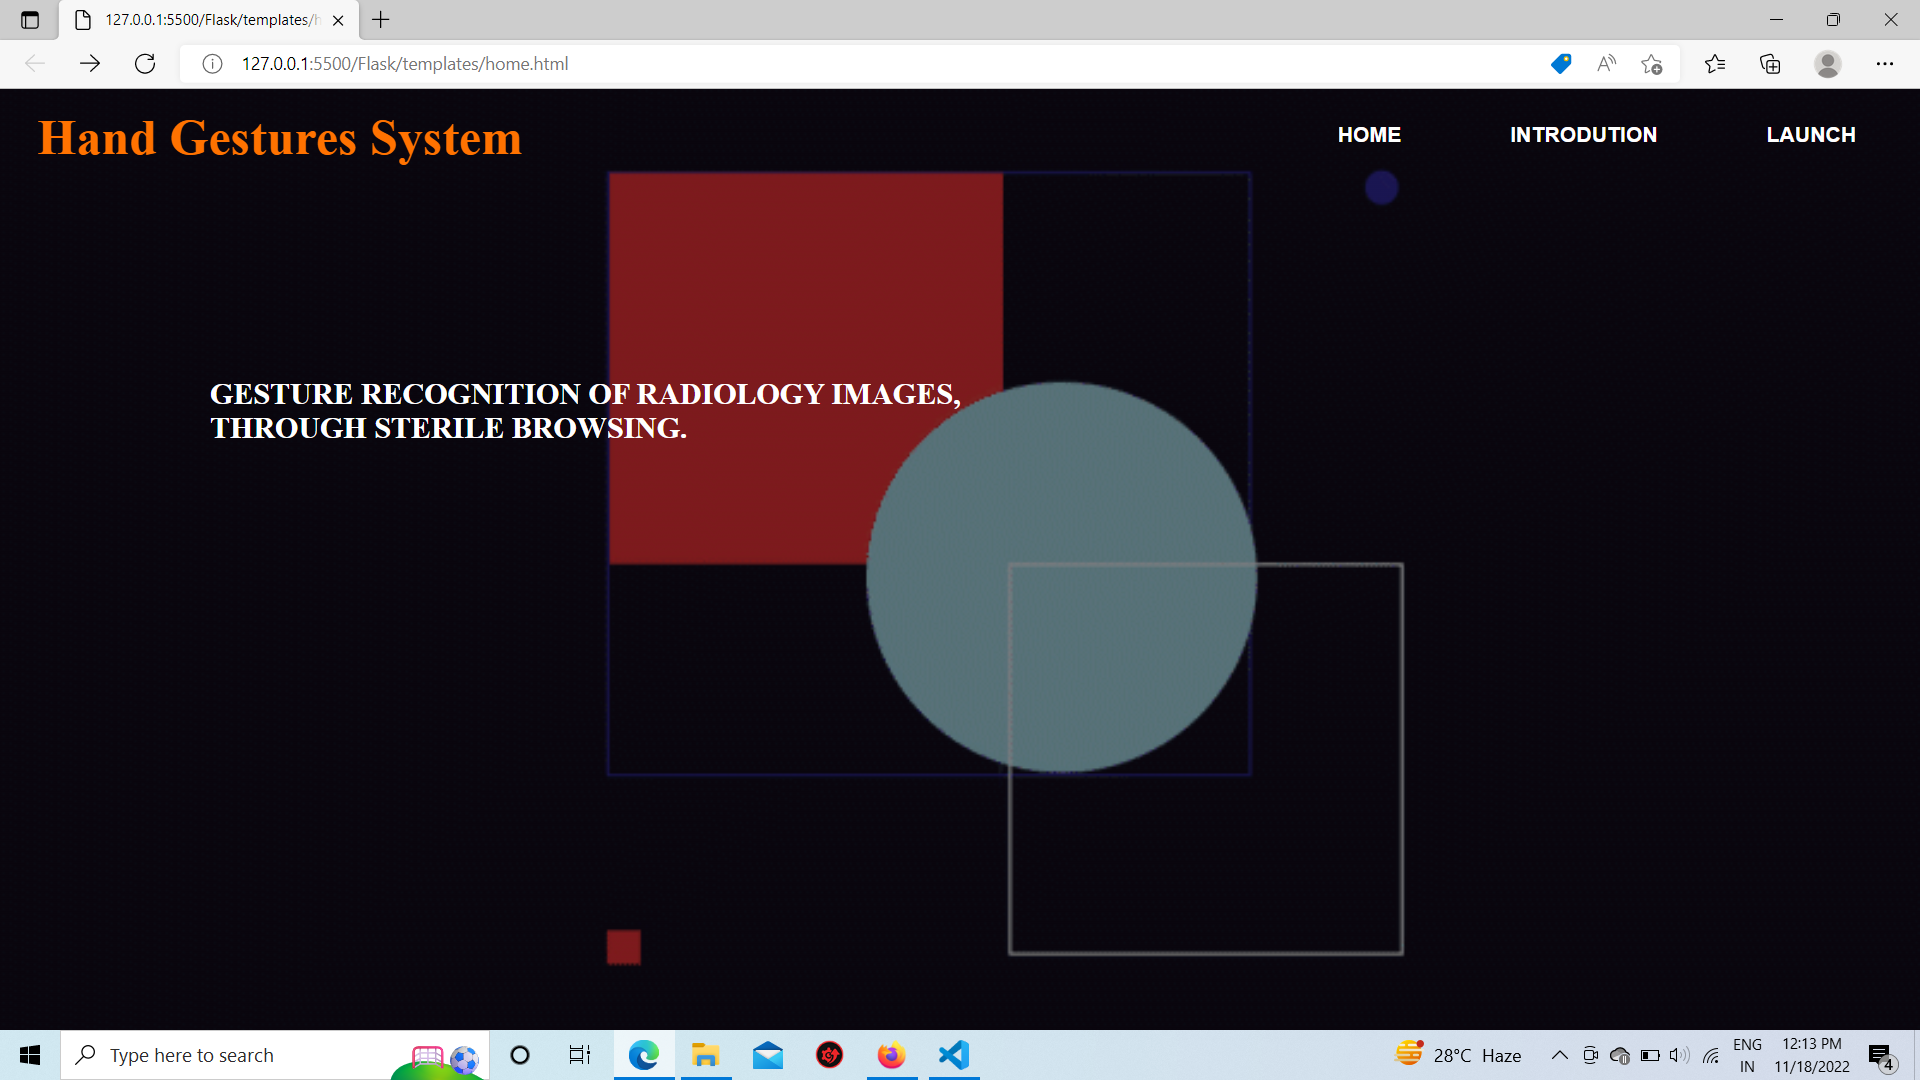 127.0.0.1:5500/Flask/templates/h
127.0.0.1:5500/Flask/templates/home.html
Hand Gestures System
HOME
INTRODUTION
LAUNCH
GESTURE RECOGNITION OF RADIOLOGY IMAGES,
THROUGH STERILE BROWSING.
Type here to search
28°C Haze
ENG
IN
12:13 PM
11/18/2022
4